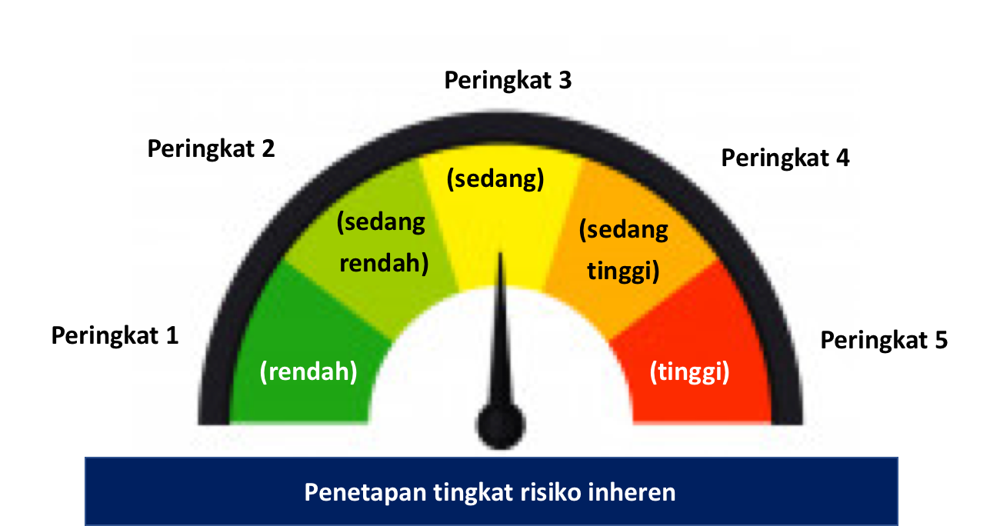 Peringkat 3
Peringkat 2
Peringkat 4
(sedang)
(sedang
rendah)
(sedang
tinggi)
Peringkat 1
Peringkat 5
(rendah)
(tinggi)
Penetapan tingkat risiko inheren